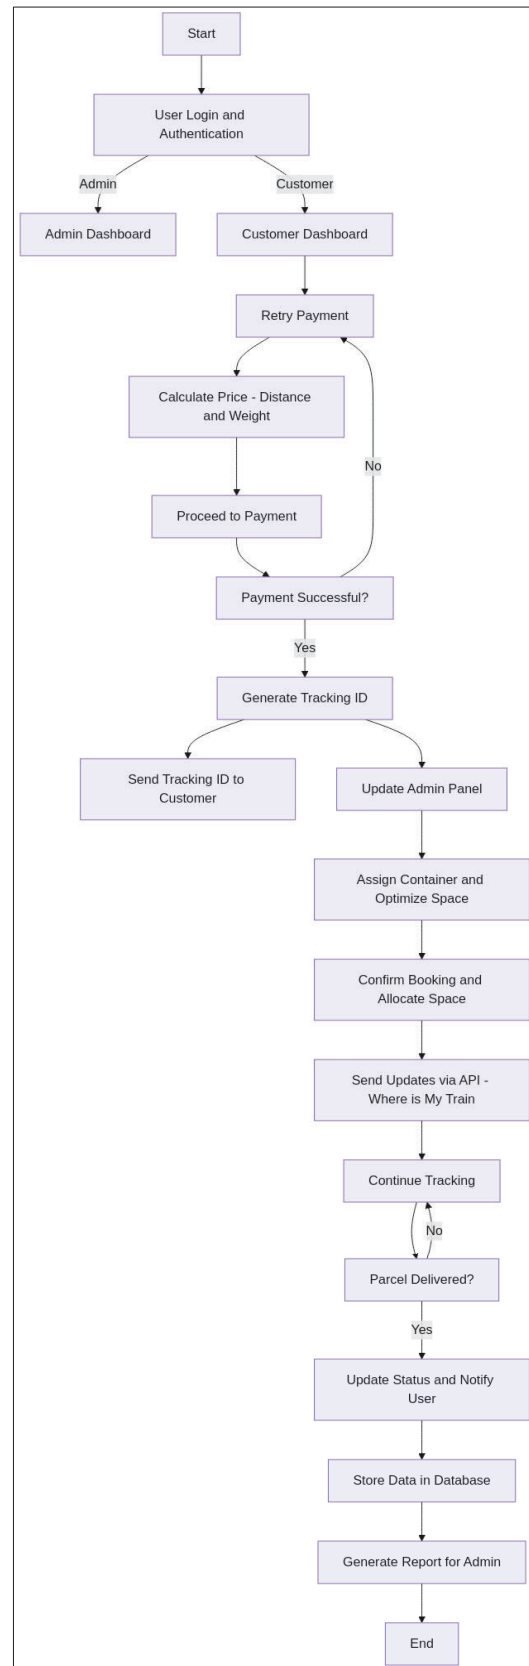 Start
User Login and
Authentication
Admin
Customer
Admin Dashboard
Customer Dashboard
Retry Payment
Calculate Price - Distance
and Weight
No
Proceed to Payment
Payment Successful?
Yes
Generate Tracking ID
Send Tracking ID to
Customer
Update Admin Panel
Assign Container and
Optimize Space
Confirm Booking and
Allocate Space
Send Updates via API -
Where is My Train
Continue Tracking
No
Parcel Delivered?
Yes
Update Status and Notify
User
Store Data in Database
Generate Report for Admin
End